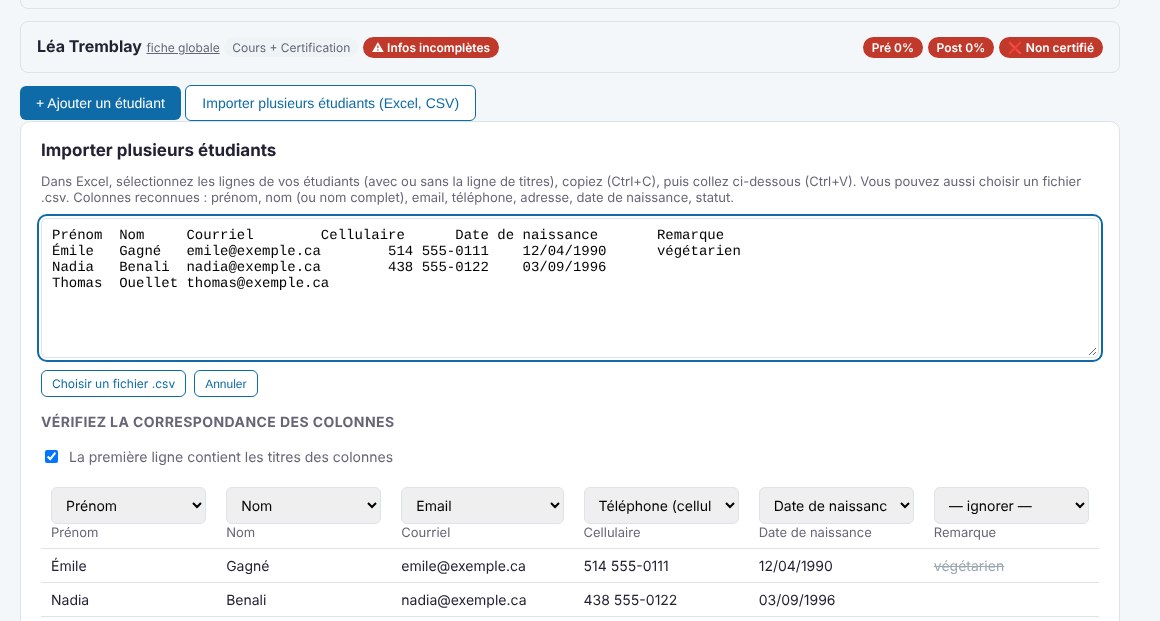 Léa Tremblay fiche globale Cours + Certification ⚠ Infos incomplètes Pré 0% Post 0% ❌ Non certifié
+ Ajouter un étudiant Importer plusieurs étudiants (Excel, CSV)
Importer plusieurs étudiants
Dans Excel, sélectionnez les lignes de vos étudiants (avec ou sans la ligne de titres), copiez (Ctrl+C), puis collez ci-dessous (Ctrl+V). Vous pouvez aussi choisir un fichier
.csv. Colonnes reconnues : prénom, nom (ou nom complet), email, téléphone, adresse, date de naissance, statut.
Prénom Nom Courriel Cellulaire Date de naissance Remarque
Émile Gagné emile@exemple.ca 514 555-0111 12/04/1990 végétarien
Nadia Benali nadia@exemple.ca 438 555-0122 03/09/1996
Thomas Ouellet thomas@exemple.ca
Choisir un fichier .csv Annuler
VÉRIFIEZ LA CORRESPONDANCE DES COLONNES
La première ligne contient les titres des colonnes
Prénom Nom Email Téléphone (cellul Date de naissanc — ignorer —
Prénom Nom Courriel Cellulaire Date de naissance Remarque
Émile Gagné emile@exemple.ca 514 555-0111 12/04/1990 végétarien
Nadia Benali nadia@exemple.ca 438 555-0122 03/09/1996